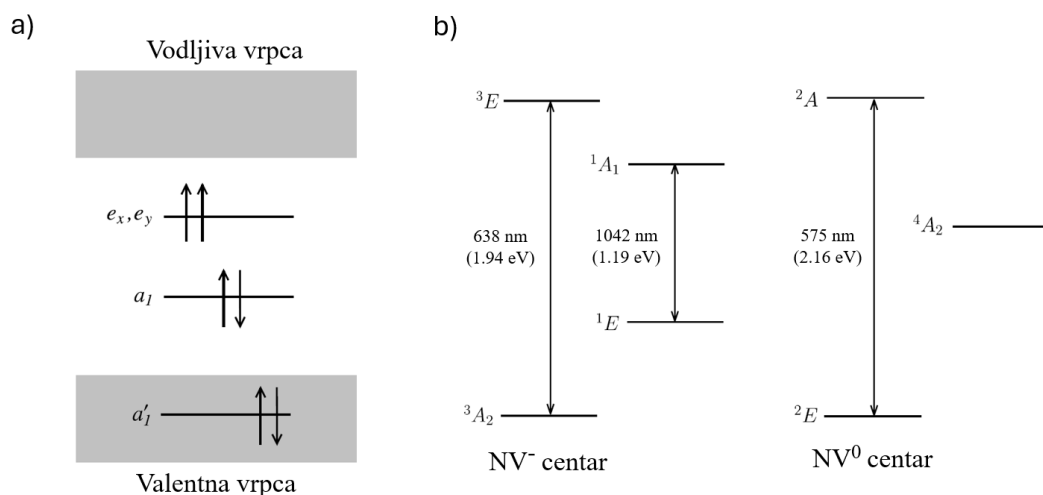 a)
Vodljiva vrpca
e_x,e_y
a_1
a′_1
Valentna vrpca
b)
³E
¹A₁
638 nm
(1.94 eV)
1042 nm
(1.19 eV)
¹E
³A₂
NV⁻ centar
²A
⁴A₂
575 nm
(2.16 eV)
²E
NV⁰ centar